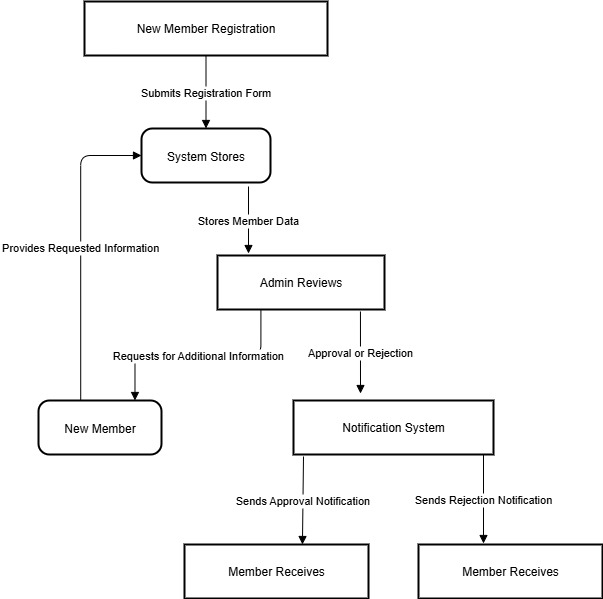 New Member Registration
Submits Registration Form
System Stores
Stores Member Data
Provides Requested Information
Admin Reviews
Requests for Additional Information
Approval or Rejection
New Member
Notification System
Sends Approval Notification
Sends Rejection Notification
Member Receives
Member Receives